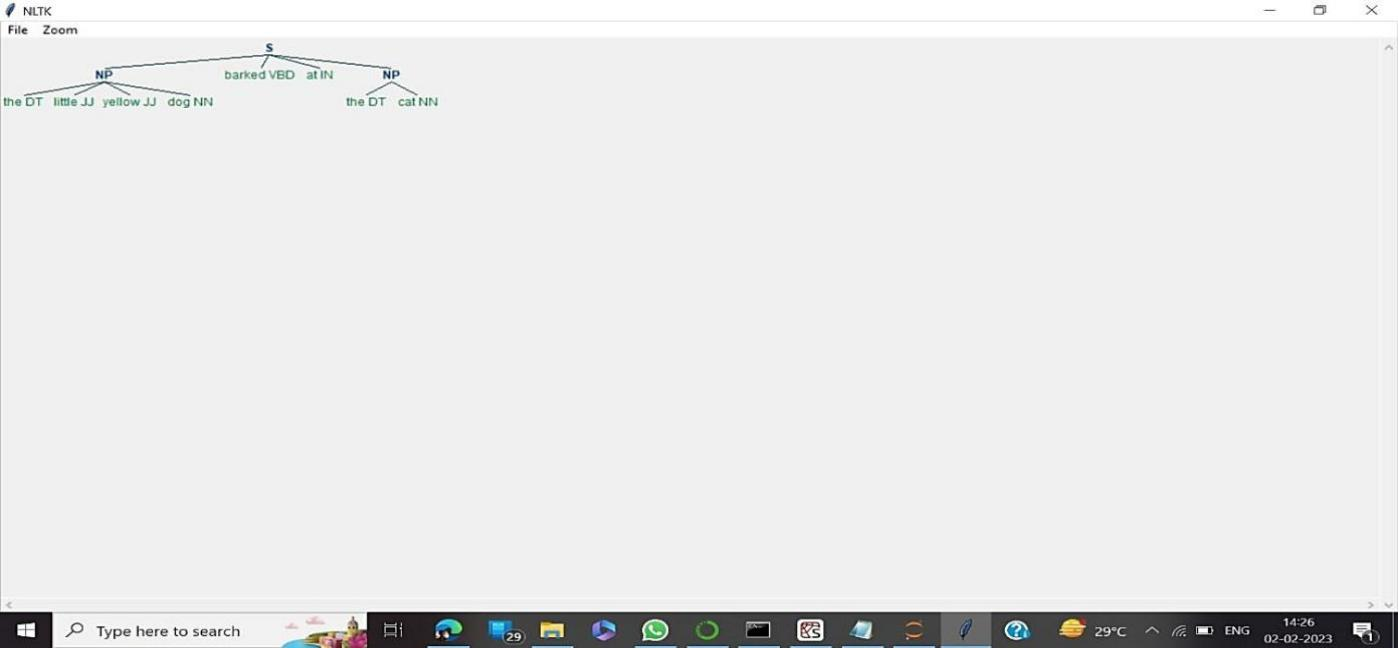 NLTK
File Zoom
S
NP barked VBD at IN NP
the DT little JJ yellow JJ dog NN the DT cat NN
Type here to search 29 29°C ENG 14:26
02-02-2023 1